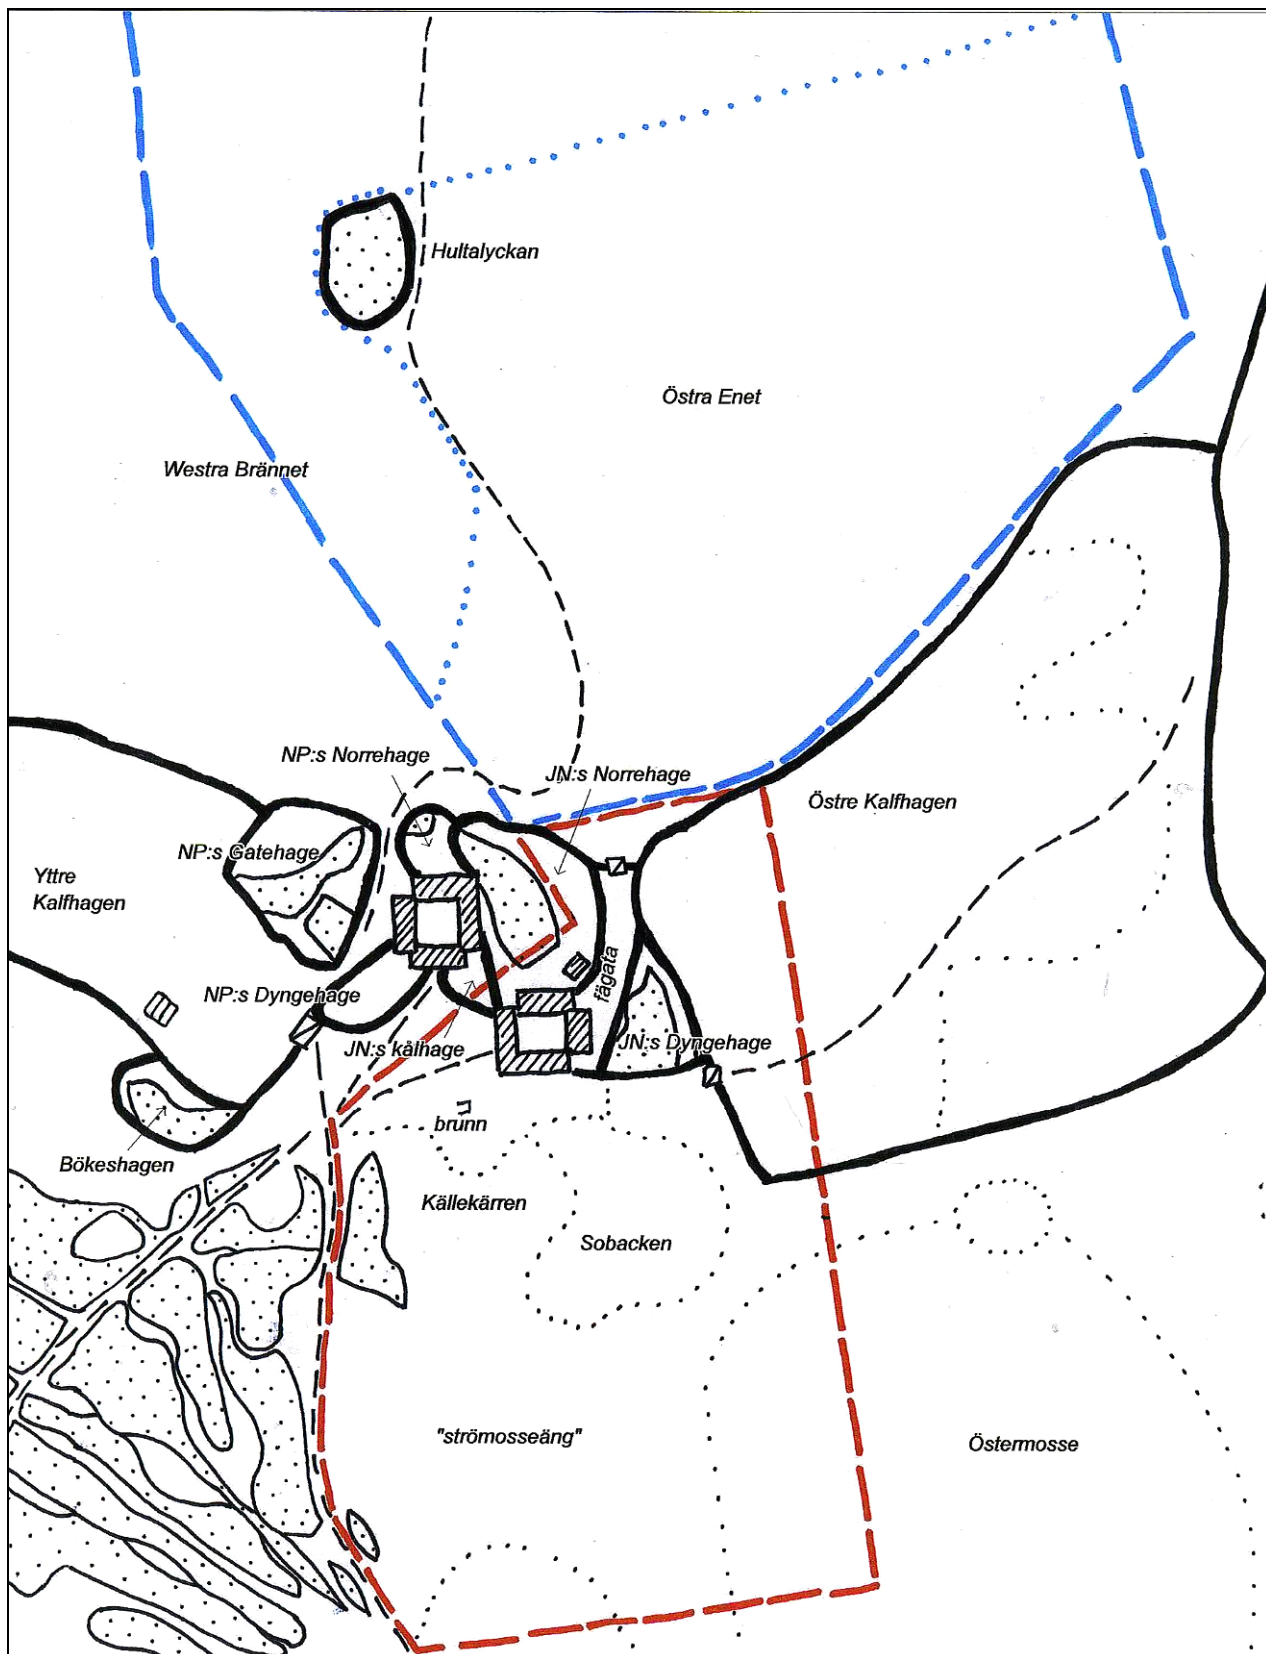 Hultalyckan
Östra Enet
Westra Brännet
NP:s Norrehage
JN:s Norrehage
Östre Kalfhagen
NP:s Gatehage
Yttre
Kalfhagen
fägata
NP:s Dyngehage
JN:s kålhage
JN:s Dyngehage
brunn
Bökeshagen
Källekärren
Sobacken
"strömosseäng"
Östermosse